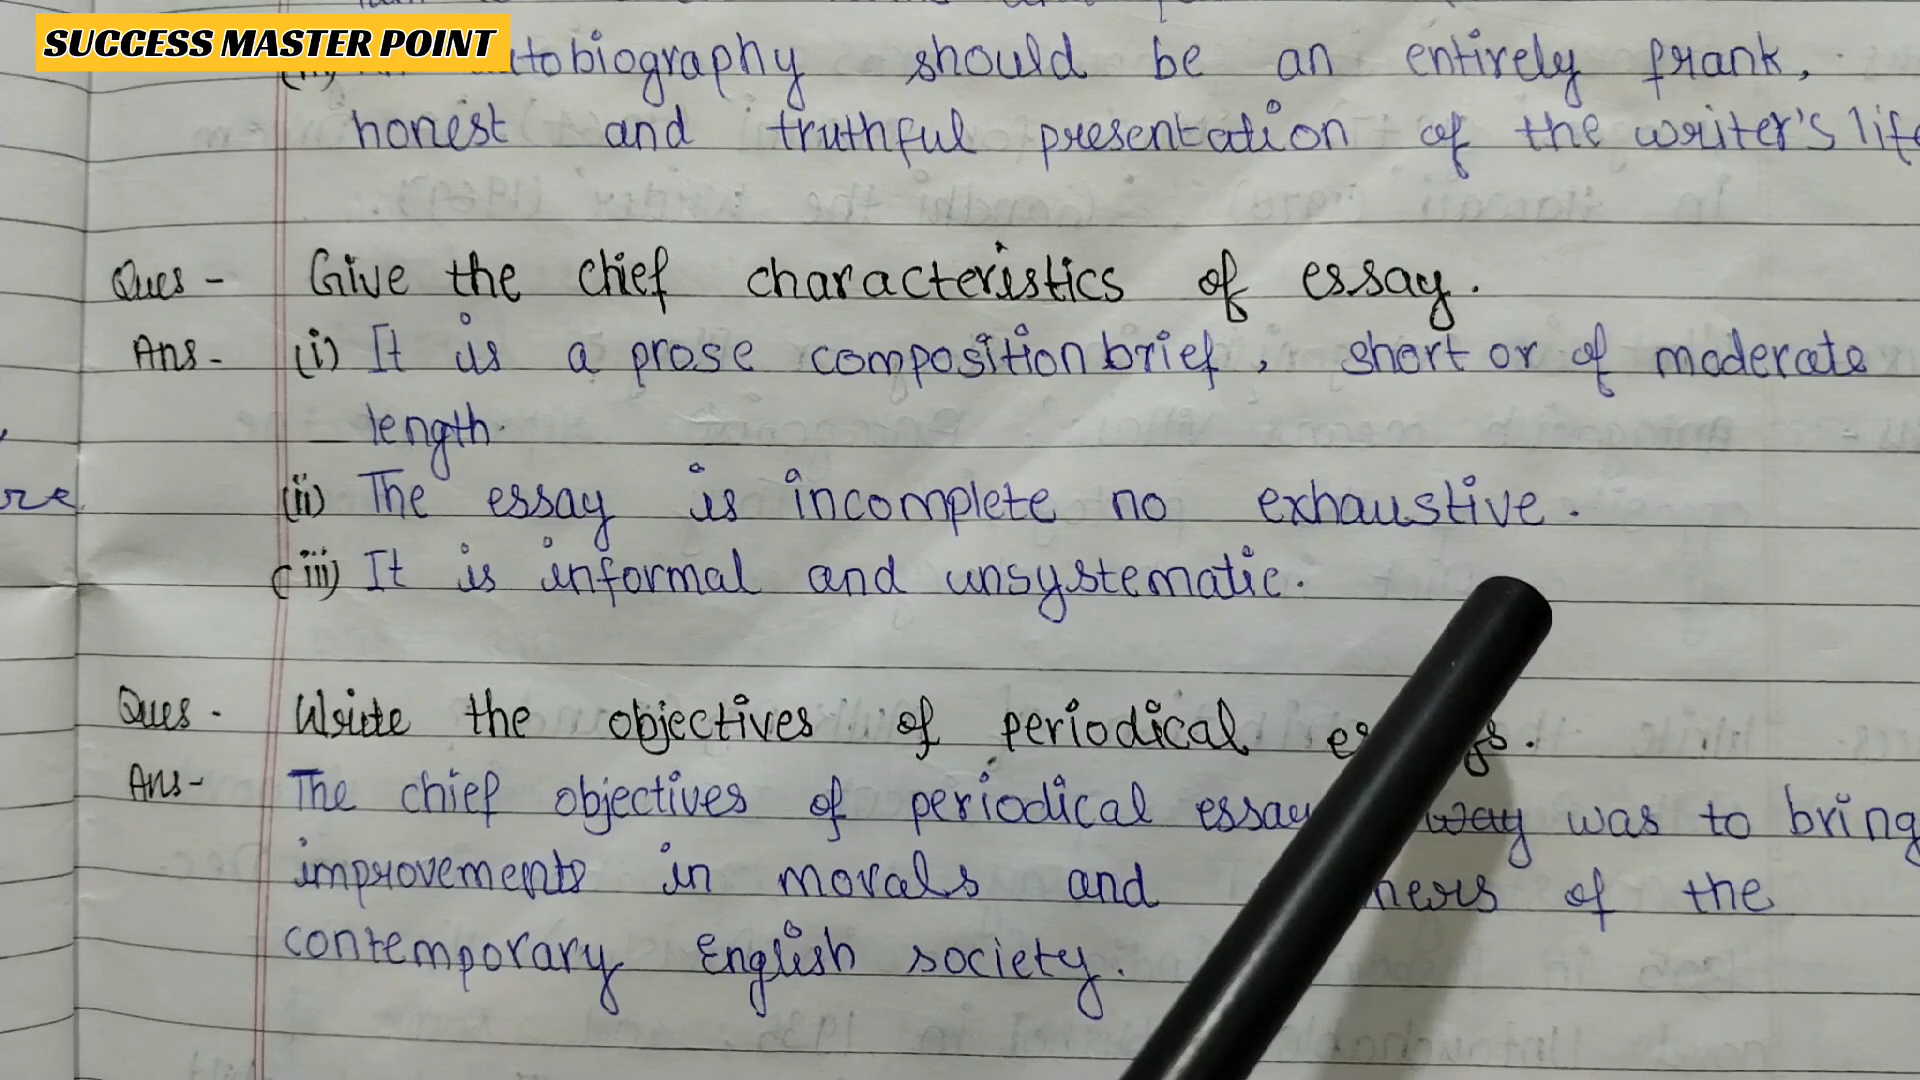 SUCCESS MASTER POINT
tobiography should be an entirely frank,
honest and truthful presentation of the writer's life
Ques - Give the chief characteristics of essay.
Ans - (i) It is a prose composition brief, short or of moderate
length.
re
(ii) The essay is incomplete no exhaustive.
(iii) It is informal and unsystematic.
Ques - Write the objectives of periodical
Ans - The chief objectives of periodical essay way was to bring
improvements in morals and of the
contemporary English society.